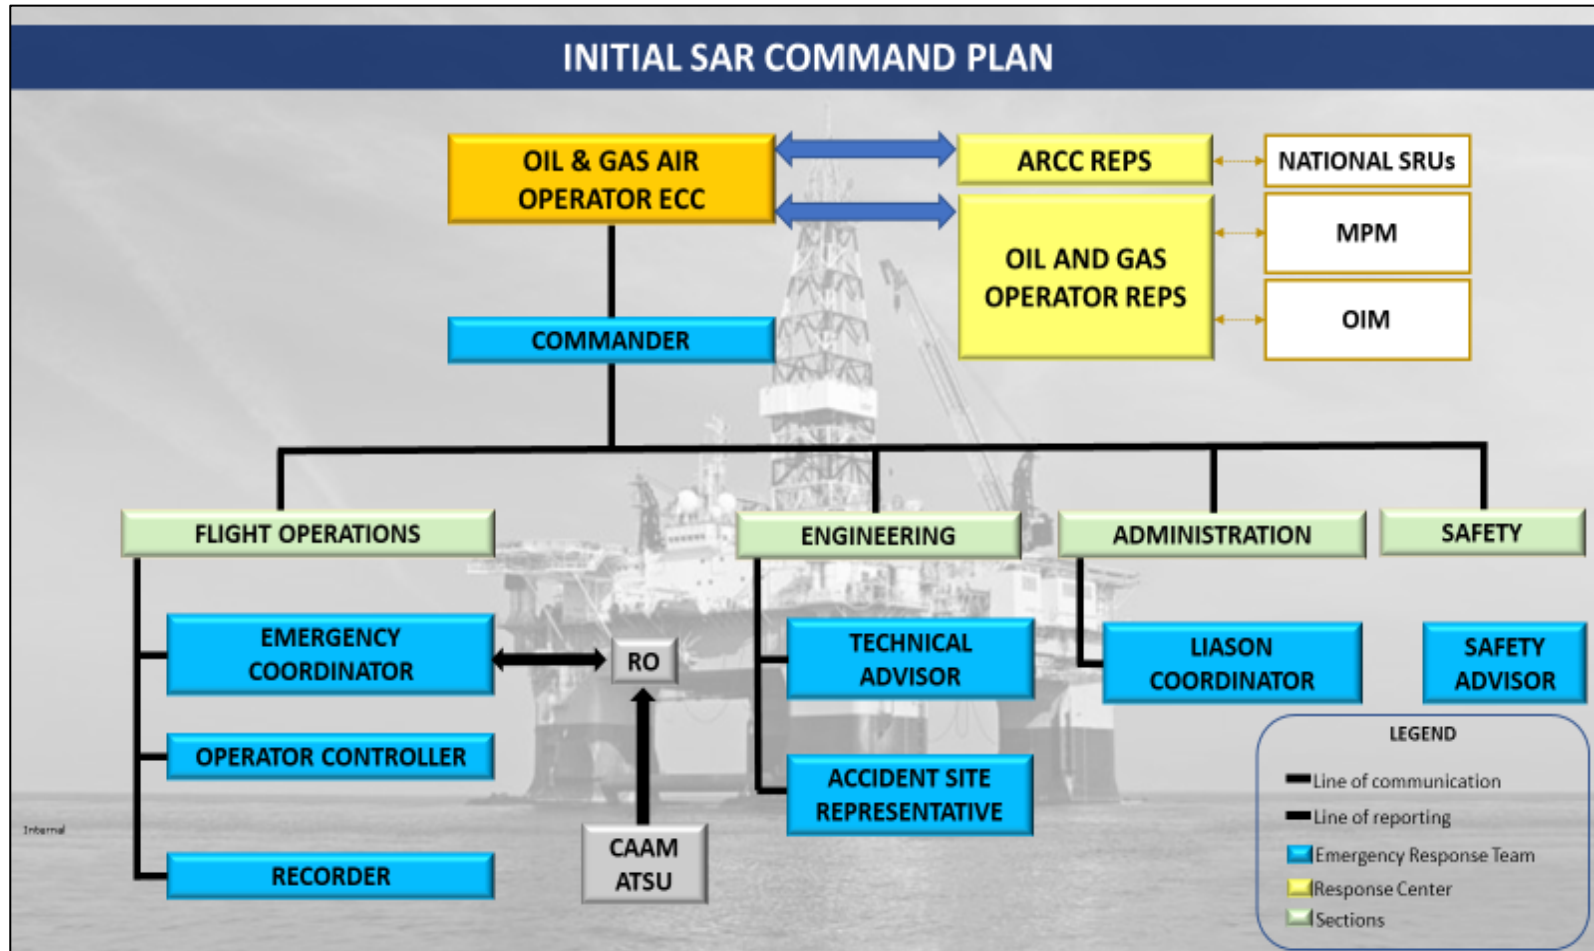 INITIAL SAR COMMAND PLAN
OIL & GAS AIR
OPERATOR ECC
ARCC REPS
NATIONAL SRUs
OIL AND GAS
OPERATOR REPS
MPM
OIM
COMMANDER
FLIGHT OPERATIONS
ENGINEERING
ADMINISTRATION
SAFETY
EMERGENCY
COORDINATOR
RO
TECHNICAL
ADVISOR
LIASON
COORDINATOR
SAFETY
ADVISOR
OPERATOR CONTROLLER
ACCIDENT SITE
REPRESENTATIVE
RECORDER
CAAM
ATSU
LEGEND
Line of communication
Line of reporting
Emergency Response Team
Response Center
Sections
Internal